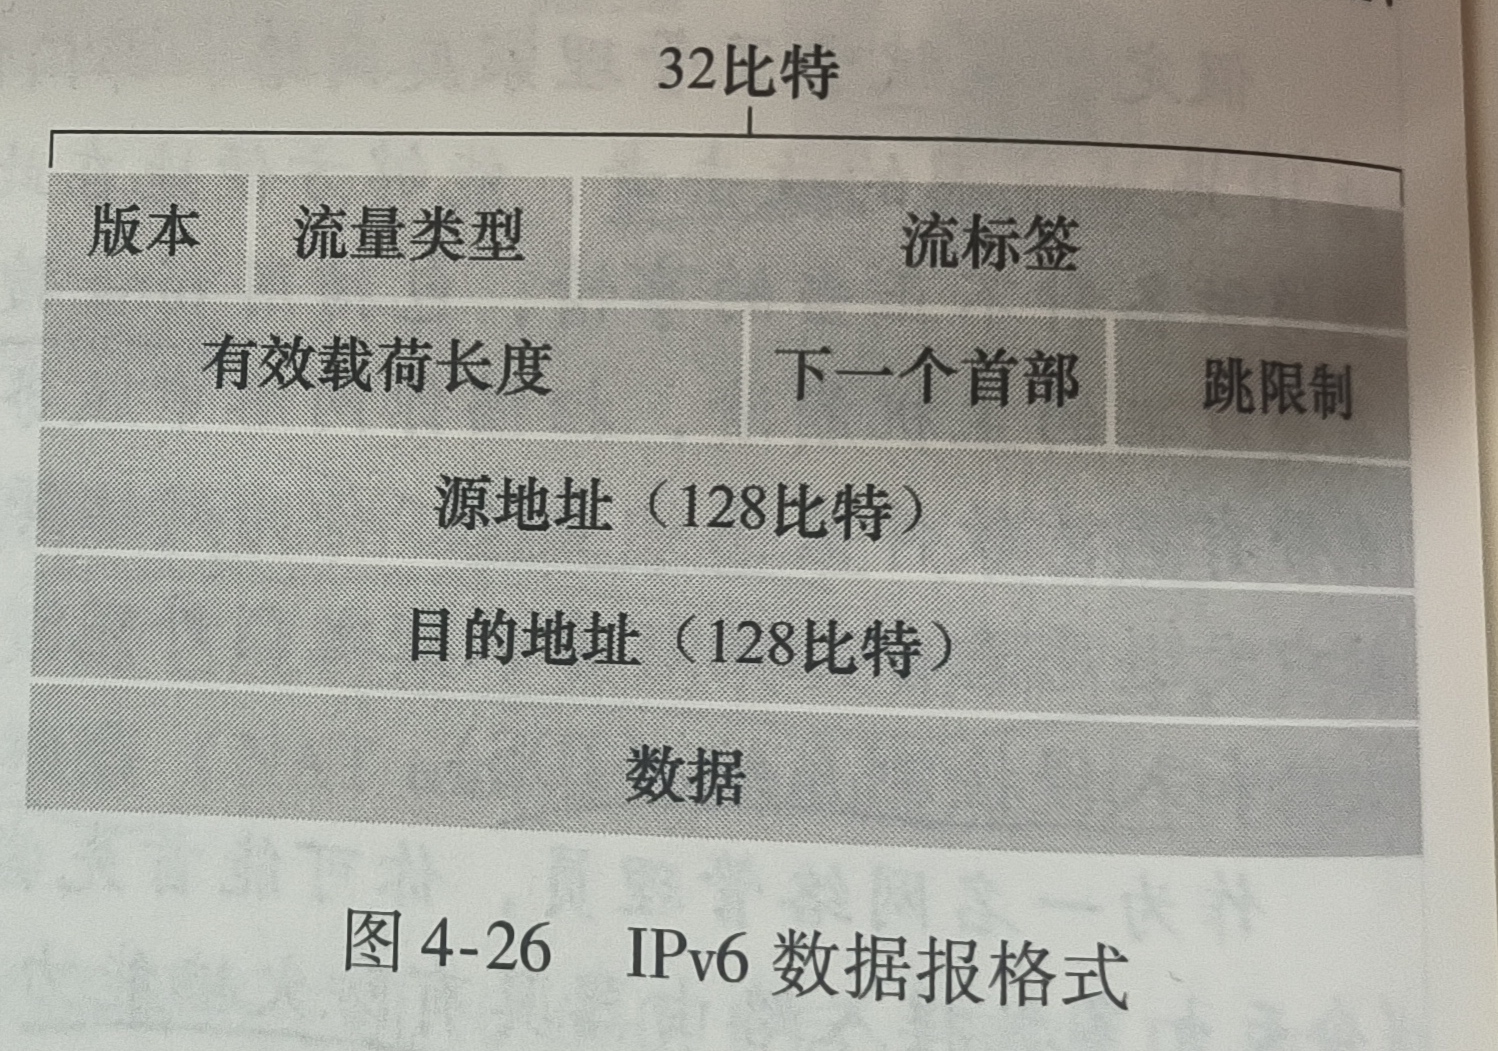 32比特
版本 流量类型 流标签
有效载荷长度 下一个首部 跳限制
源地址（128比特）
目的地址（128比特）
数据
图 4-26 IPv6 数据报格式